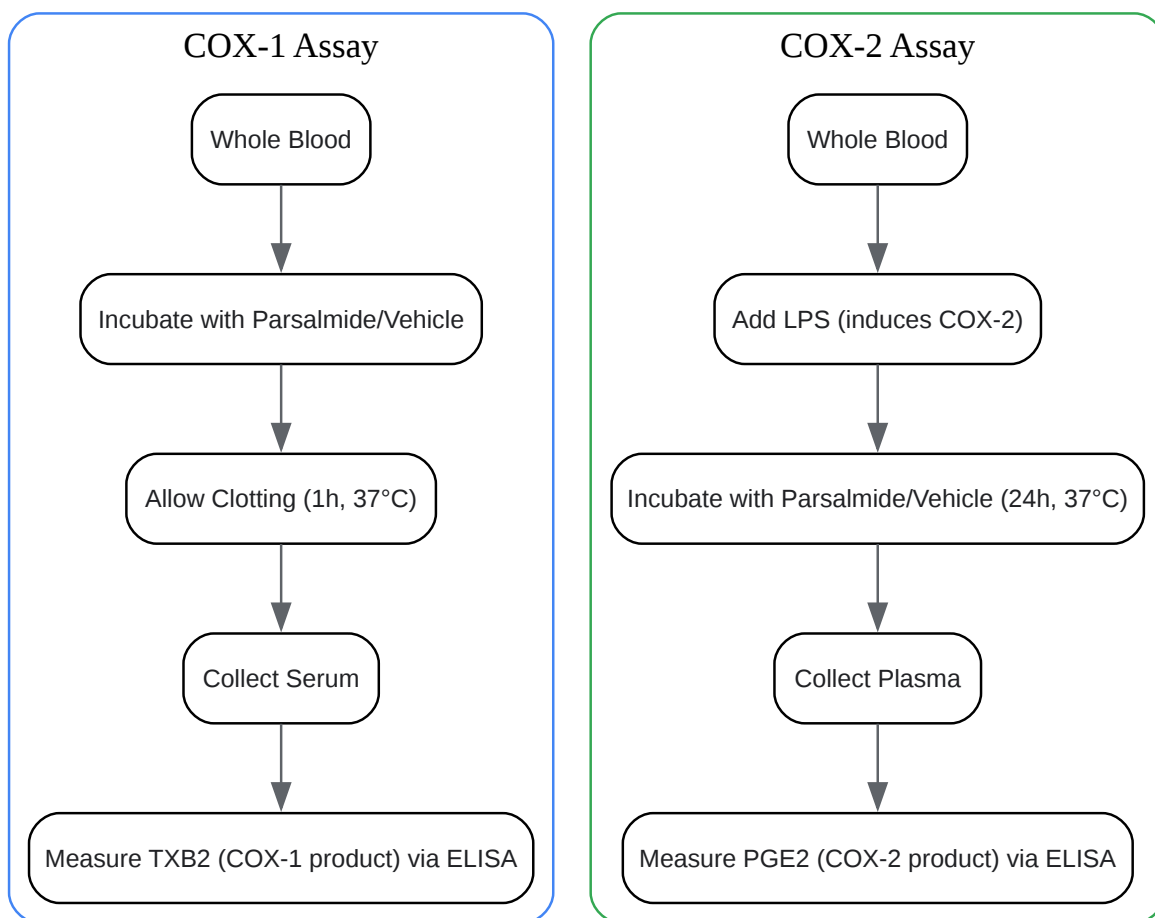 COX-1 Assay
Whole Blood
Incubate with Parsalmide/Vehicle
Allow Clotting (1h, 37°C)
Collect Serum
Measure TXB2 (COX-1 product) via ELISA
COX-2 Assay
Whole Blood
Add LPS (induces COX-2)
Incubate with Parsalmide/Vehicle (24h, 37°C)
Collect Plasma
Measure PGE2 (COX-2 product) via ELISA